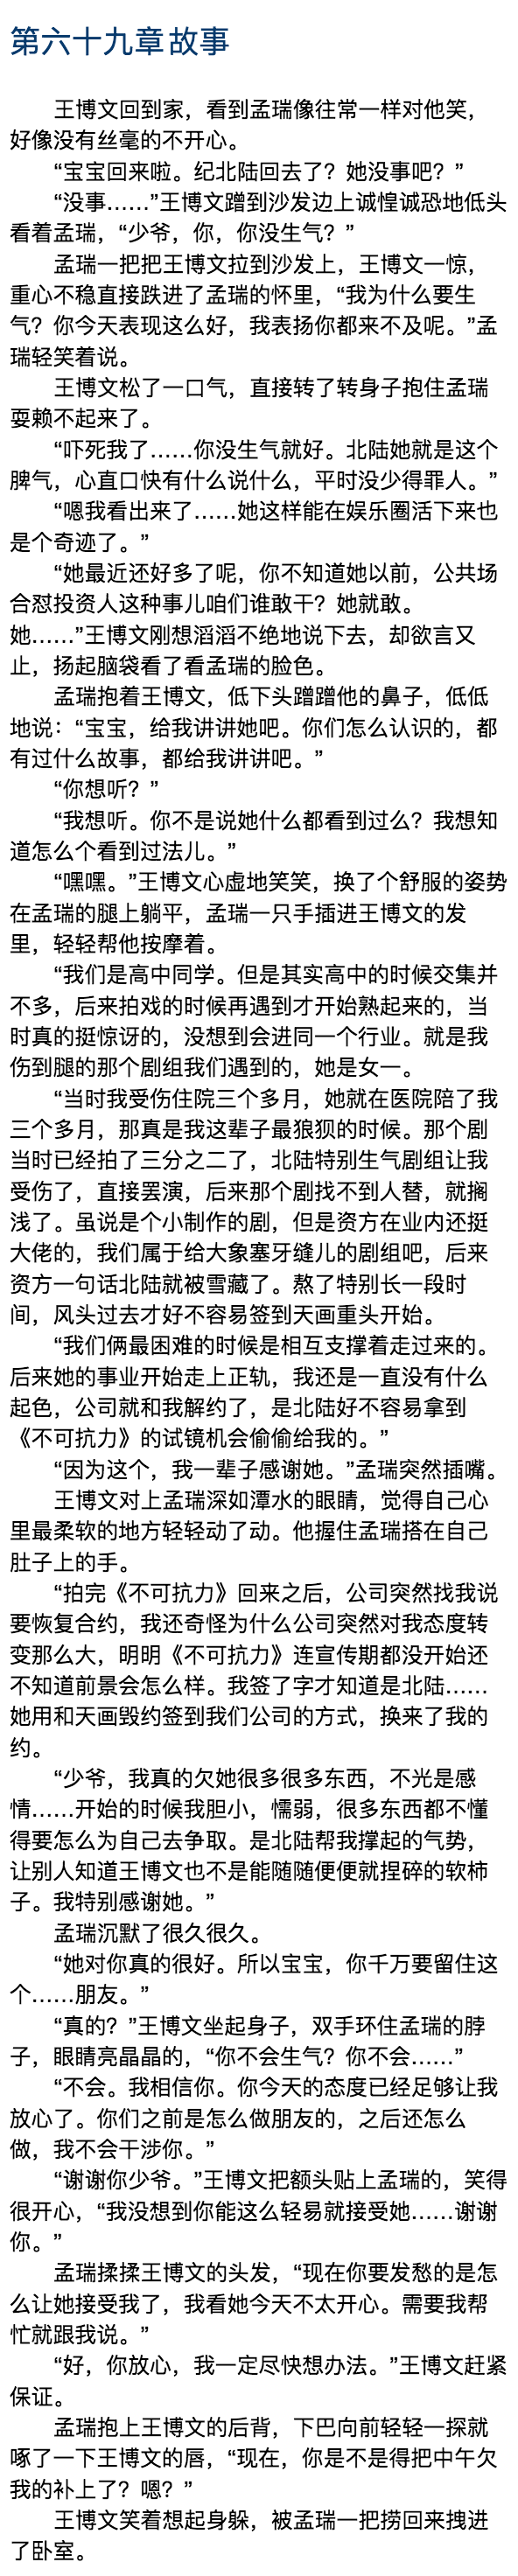 第六十九章 故事
王博文回到家，看到孟瑞像往常一样对他笑，
好像没有丝毫的不开心。
“宝宝回来啦。纪北陆回去了？她没事吧？”
“没事……”王博文蹭到沙发边上诚惶诚恐地低头
看着孟瑞，“少爷，你，你没生气？”
孟瑞一把把王博文拉到沙发上，王博文一惊，
重心不稳直接跌进了孟瑞的怀里，“我为什么要生
气？你今天表现这么好，我表扬你都来不及呢。”孟
瑞轻笑着说。
王博文松了一口气，直接转了转身子抱住孟瑞
耍赖不起来了。
“吓死我了……你没生气就好。北陆她就是这个
脾气，心直口快有什么说什么，平时没少得罪人。”
“嗯我看出来了……她这样能在娱乐圈活下来也
是个奇迹了。”
“她最近还好多了呢，你不知道她以前，公共场
合怼投资人这种事儿咱们谁敢干？她就敢。
她……”王博文刚想滔滔不绝地说下去，却欲言又
止，扬起脑袋看了看孟瑞的脸色。
孟瑞抱着王博文，低下头蹭蹭他的鼻子，低低
地说：“宝宝，给我讲讲她吧。你们怎么认识的，都
有过什么故事，都给我讲讲吧。”
“你想听？”
“我想听。你不是说她什么都看到过么？我想知
道怎么个看到过法儿。”
“嘿嘿。”王博文心虚地笑笑，换了个舒服的姿势
在孟瑞的腿上躺平，孟瑞一只手插进王博文的发
里，轻轻帮他按摩着。
“我们是高中同学。但是其实高中的时候交集并
不多，后来拍戏的时候再遇到才开始熟起来的，当
时真的挺惊讶的，没想到会进同一个行业。就是我
伤到腿的那个剧组我们遇到的，她是女一。
“当时我受伤住院三个多月，她就在医院陪了我
三个多月，那真是我这辈子最狼狈的时候。那个剧
当时已经拍了三分之二了，北陆特别生气剧组让我
受伤了，直接罢演，后来那个剧找不到人替，就搁
浅了。虽说是个小制作的剧，但是资方在业内还挺
大佬的，我们属于给大象塞牙缝儿的剧组吧，后来
资方一句话北陆就被雪藏了。熬了特别长一段时
间，风头过去才好不容易签到天画重头开始。
“我们俩最困难的时候是相互支撑着走过来的。
后来她的事业开始走上正轨，我还是一直没有什么
起色，公司就和我解约了，是北陆好不容易拿到
《不可抗力》的试镜机会偷偷给我的。”
“因为这个，我一辈子感谢她。”孟瑞突然插嘴。
王博文对上孟瑞深如潭水的眼睛，觉得自己心
里最柔软的地方轻轻动了动。他握住孟瑞搭在自己
肚子上的手。
“拍完《不可抗力》回来之后，公司突然找我说
要恢复合约，我还奇怪为什么公司突然对我态度转
变那么大，明明《不可抗力》连宣传期都没开始还
不知道前景会怎么样。我签了字才知道是北陆……
她用和天画毁约签到我们公司的方式，换来了我的
约。
“少爷，我真的欠她很多很多东西，不光是感
情……开始的时候我胆小，懦弱，很多东西都不懂
得要怎么为自己去争取。是北陆帮我撑起的气势，
让别人知道王博文也不是能随随便便就捏碎的软柿
子。我特别感谢她。”
孟瑞沉默了很久很久。
“她对你真的很好。所以宝宝，你千万要留住这
个……朋友。”
“真的？”王博文坐起身子，双手环住孟瑞的脖
子，眼睛亮晶晶的，“你不会生气？你不会……”
“不会。我相信你。你今天的态度已经足够让我
放心了。你们之前是怎么做朋友的，之后还怎么
做，我不会干涉你。”
“谢谢你少爷。”王博文把额头贴上孟瑞的，笑得
很开心，“我没想到你能这么轻易就接受她……谢谢
你。”
孟瑞揉揉王博文的头发，“现在你要发愁的是怎
么让她接受我了，我看她今天不太开心。需要我帮
忙就跟我说。”
“好，你放心，我一定尽快想办法。”王博文赶紧
保证。
孟瑞抱上王博文的后背，下巴向前轻轻一探就
啄了一下王博文的唇，“现在，你是不是得把中午欠
我的补上了？嗯？”
王博文笑着想起身躲，被孟瑞一把捞回来拽进
了卧室。